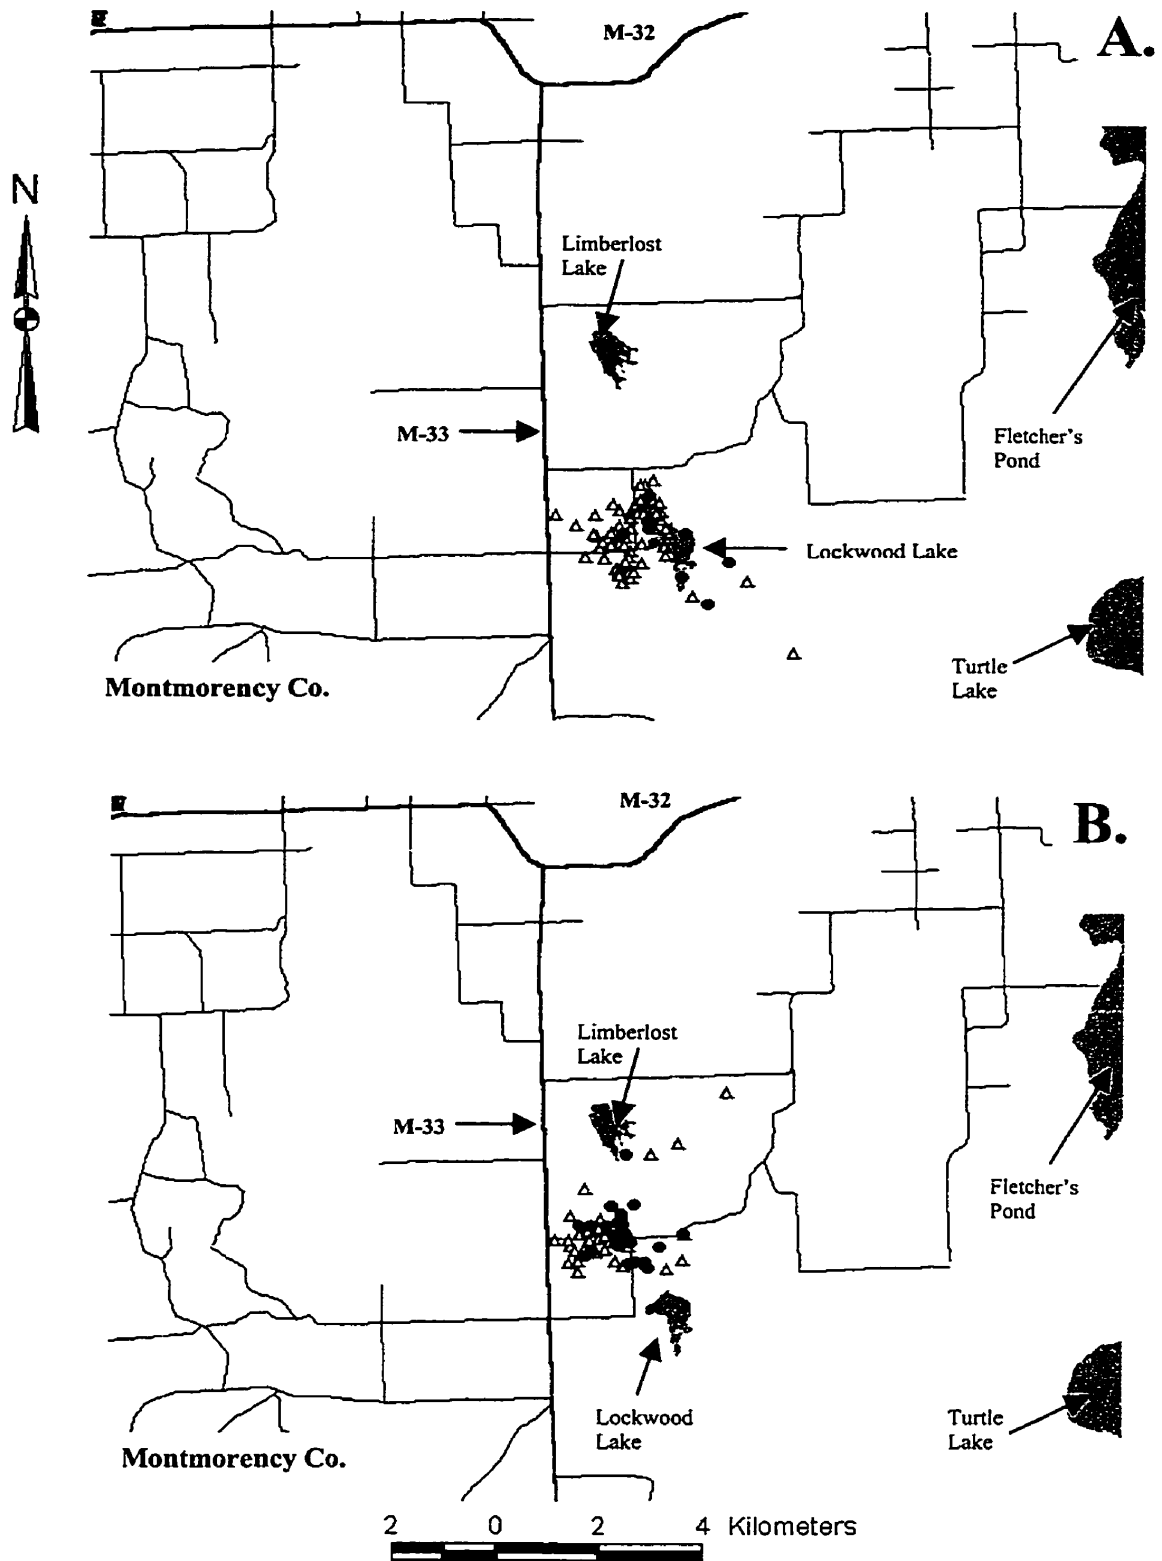 M-32
A.
N
Limberlost
Lake
M-33
Fletcher's
Pond
Lockwood Lake
Turtle
Lake
Montmorency Co.
M-32
B.
Limberlost
Lake
M-33
Fletcher's
Pond
Lockwood
Lake
Turtle
Lake
Montmorency Co.
2 0 2 4 Kilometers